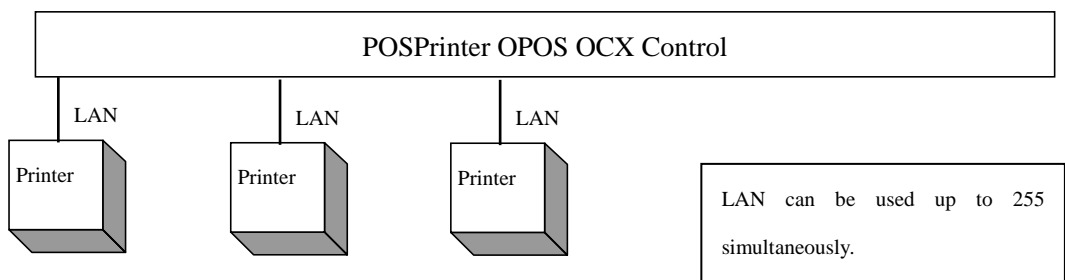 POSPrinter OPOS OCX Control
LAN
LAN
LAN
Printer
Printer
Printer
LAN can be used up to 255
simultaneously.